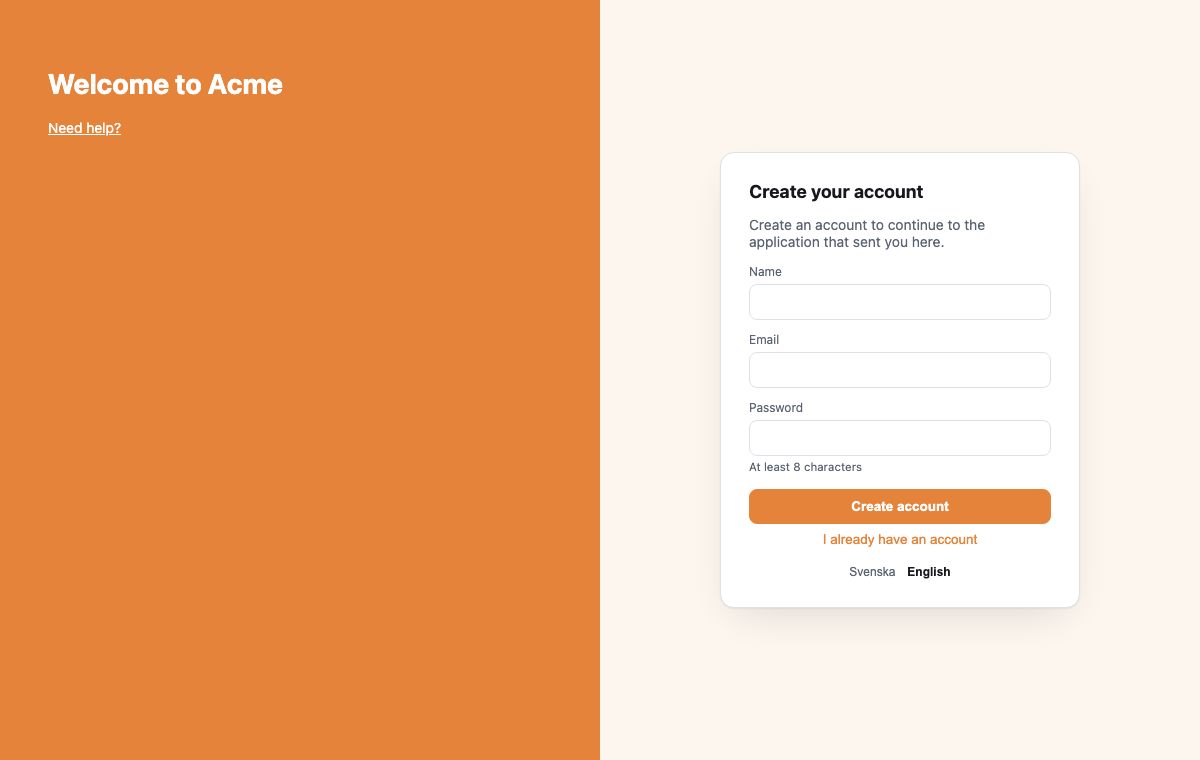 Welcome to Acme
Need help?
Create your account
Create an account to continue to the
application that sent you here.
Name
Email
Password
At least 8 characters
Create account
I already have an account
Svenska English